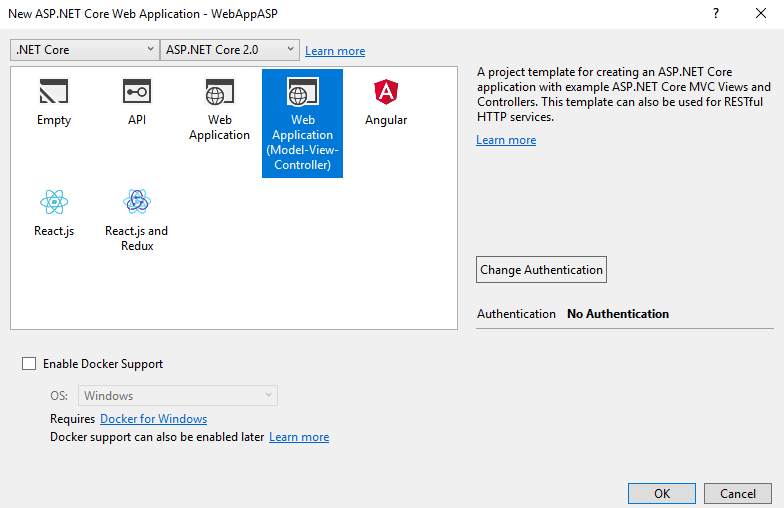 New ASP.NET Core Web Application - WebAppASP
.NET Core
ASP.NET Core 2.0
Learn more
Empty
API
Web
Application
Web
Application
(Model-View-
Controller)
Angular
React.js
React.js and
Redux
A project template for creating an ASP.NET Core
application with example ASP.NET Core MVC Views and
Controllers. This template can also be used for RESTful
HTTP services.
Learn more
Change Authentication
Authentication No Authentication
Enable Docker Support
OS: Windows
Requires Docker for Windows
Docker support can also be enabled later Learn more
OK
Cancel